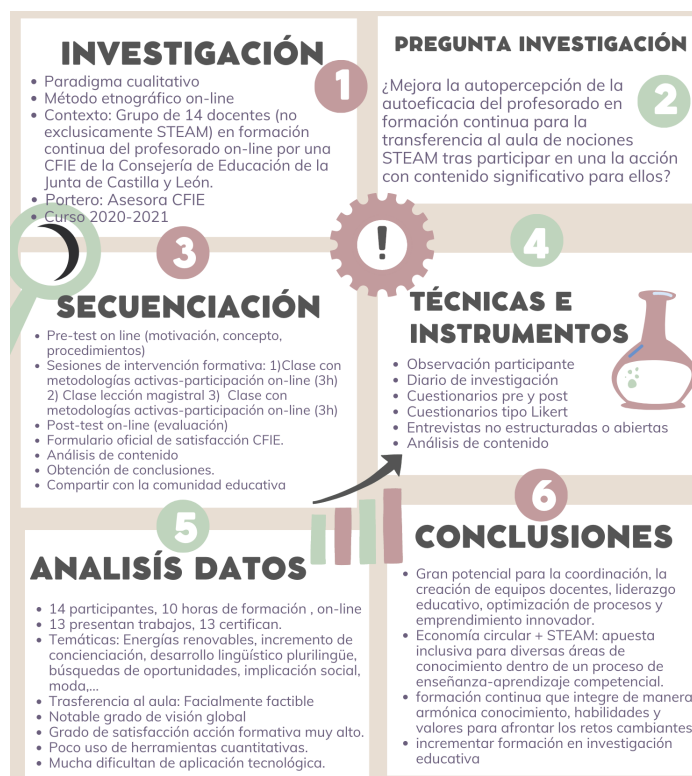 INVESTIGACIÓN
1
• Paradigma cualitativo
• Método etnográfico on-line
• Contexto: Grupo de 14 docentes (no
exclusivamente STEAM) en formación
continua del profesorado on-line por una
CFIE de la Consejería de Educación de la
Junta de Castilla y León.
• Portero: Asesora CFIE
• Curso 2020-2021
PREGUNTA INVESTIGACIÓN
2
¿Mejora la autopercepción de la
autoeficacia del profesorado en
formación continua para la
transferencia al aula de nociones
STEAM tras participar en una la acción
con contenido significativo para ellos?
!
3
SECUENCIACIÓN
• Pre-test on line (motivación, concepto,
procedimientos)
• Sesiones de intervención formativa: 1)Clase con
metodologías activas-participación on-line (3h)
2) Clase lección magistral 3) Clase con
metodologías activas-participación on-line (3h)
• Post-test on-line (evaluación)
• Formulario oficial de satisfacción CFIE.
• Análisis de contenido
• Obtención de conclusiones.
• Compartir con la comunidad educativa
4
TÉCNICAS E
INSTRUMENTOS
• Observación participante
• Diario de investigación
• Cuestionarios pre y post
• Cuestionarios tipo Likert
• Entrevistas no estructuradas o abiertas
• Análisis de contenido
5
ANALISÍS DATOS
• 14 participantes, 10 horas de formación , on-line
• 13 presentan trabajos, 13 certifican.
• Temáticas: Energías renovables, incremento de
concienciación, desarrollo lingüístico plurilingüe,
búsquedas de oportunidades, implicación social,
moda,...
• Trasferencia al aula: Facialmente factible
• Notable grado de visión global
• Grado de satisfacción acción formativa muy alto.
• Poco uso de herramientas cuantitativas.
• Mucha dificultan de aplicación tecnológica.
6
CONCLUSIONES
• Gran potencial para la coordinación, la
creación de equipos docentes, liderazgo
educativo, optimización de procesos y
emprendimiento innovador.
• Economía circular + STEAM: apuesta
inclusiva para diversas áreas de
conocimiento dentro de un proceso de
enseñanza-aprendizaje competencial.
• formación continua que integre de manera
armónica conocimiento, habilidades y
valores para afrontar los retos cambiantes
• incrementar formación en investigación
educativa